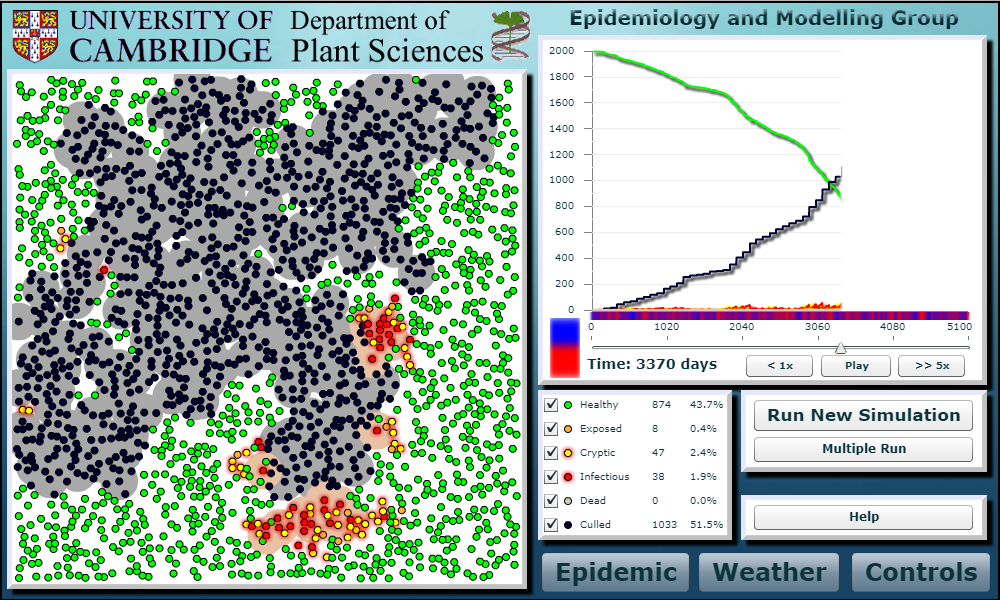 UNIVERSITY OF
CAMBRIDGE
Department of
Plant Sciences
Epidemiology and Modelling Group
2000
1800
1600
1400
1200
1000
800
600
400
200
0
0 1020 2040 3060 4080 5100
Time: 3370 days
< 1x
Play
>> 5x
Healthy 874 43.7%
Exposed 8 0.4%
Cryptic 47 2.4%
Infectious 38 1.9%
Dead 0 0.0%
Culled 1033 51.5%
Run New Simulation
Multiple Run
Help
Epidemic
Weather
Controls